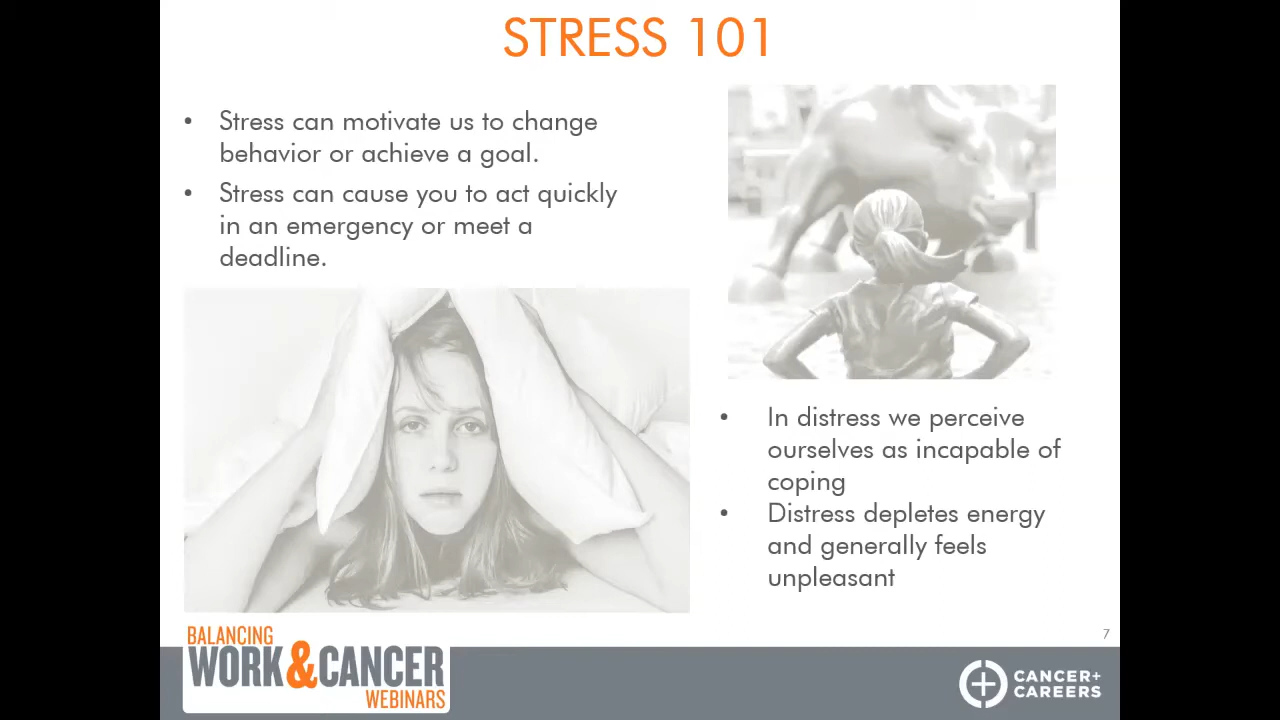 STRESS 101
• Stress can motivate us to change
behavior or achieve a goal.
• Stress can cause you to act quickly
in an emergency or meet a
deadline.
• In distress we perceive
ourselves as incapable of
coping
• Distress depletes energy
and generally feels
unpleasant
7
BALANCING
WORK & CANCER
WEBINARS
CANCER+
CAREERS